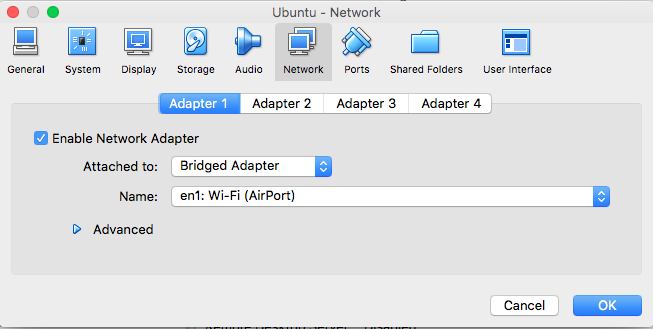 Ubuntu - Network
General System Display Storage Audio Network Ports Shared Folders User Interface
Adapter 1 Adapter 2 Adapter 3 Adapter 4
Enable Network Adapter
Attached to: Bridged Adapter
Name: en1: Wi-Fi (AirPort)
Advanced
Cancel OK